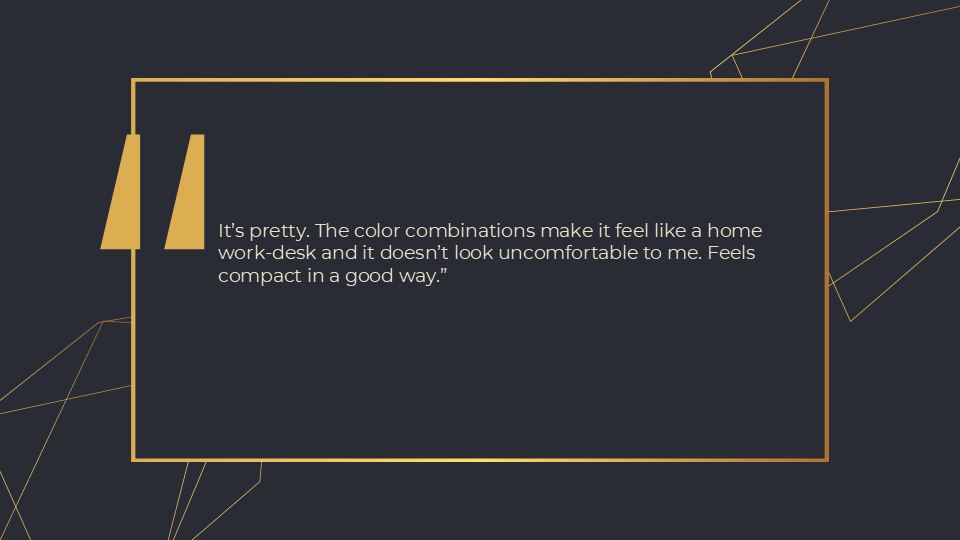 It’s pretty. The color combinations make it feel like a home
work-desk and it doesn’t look uncomfortable to me. Feels
compact in a good way.”